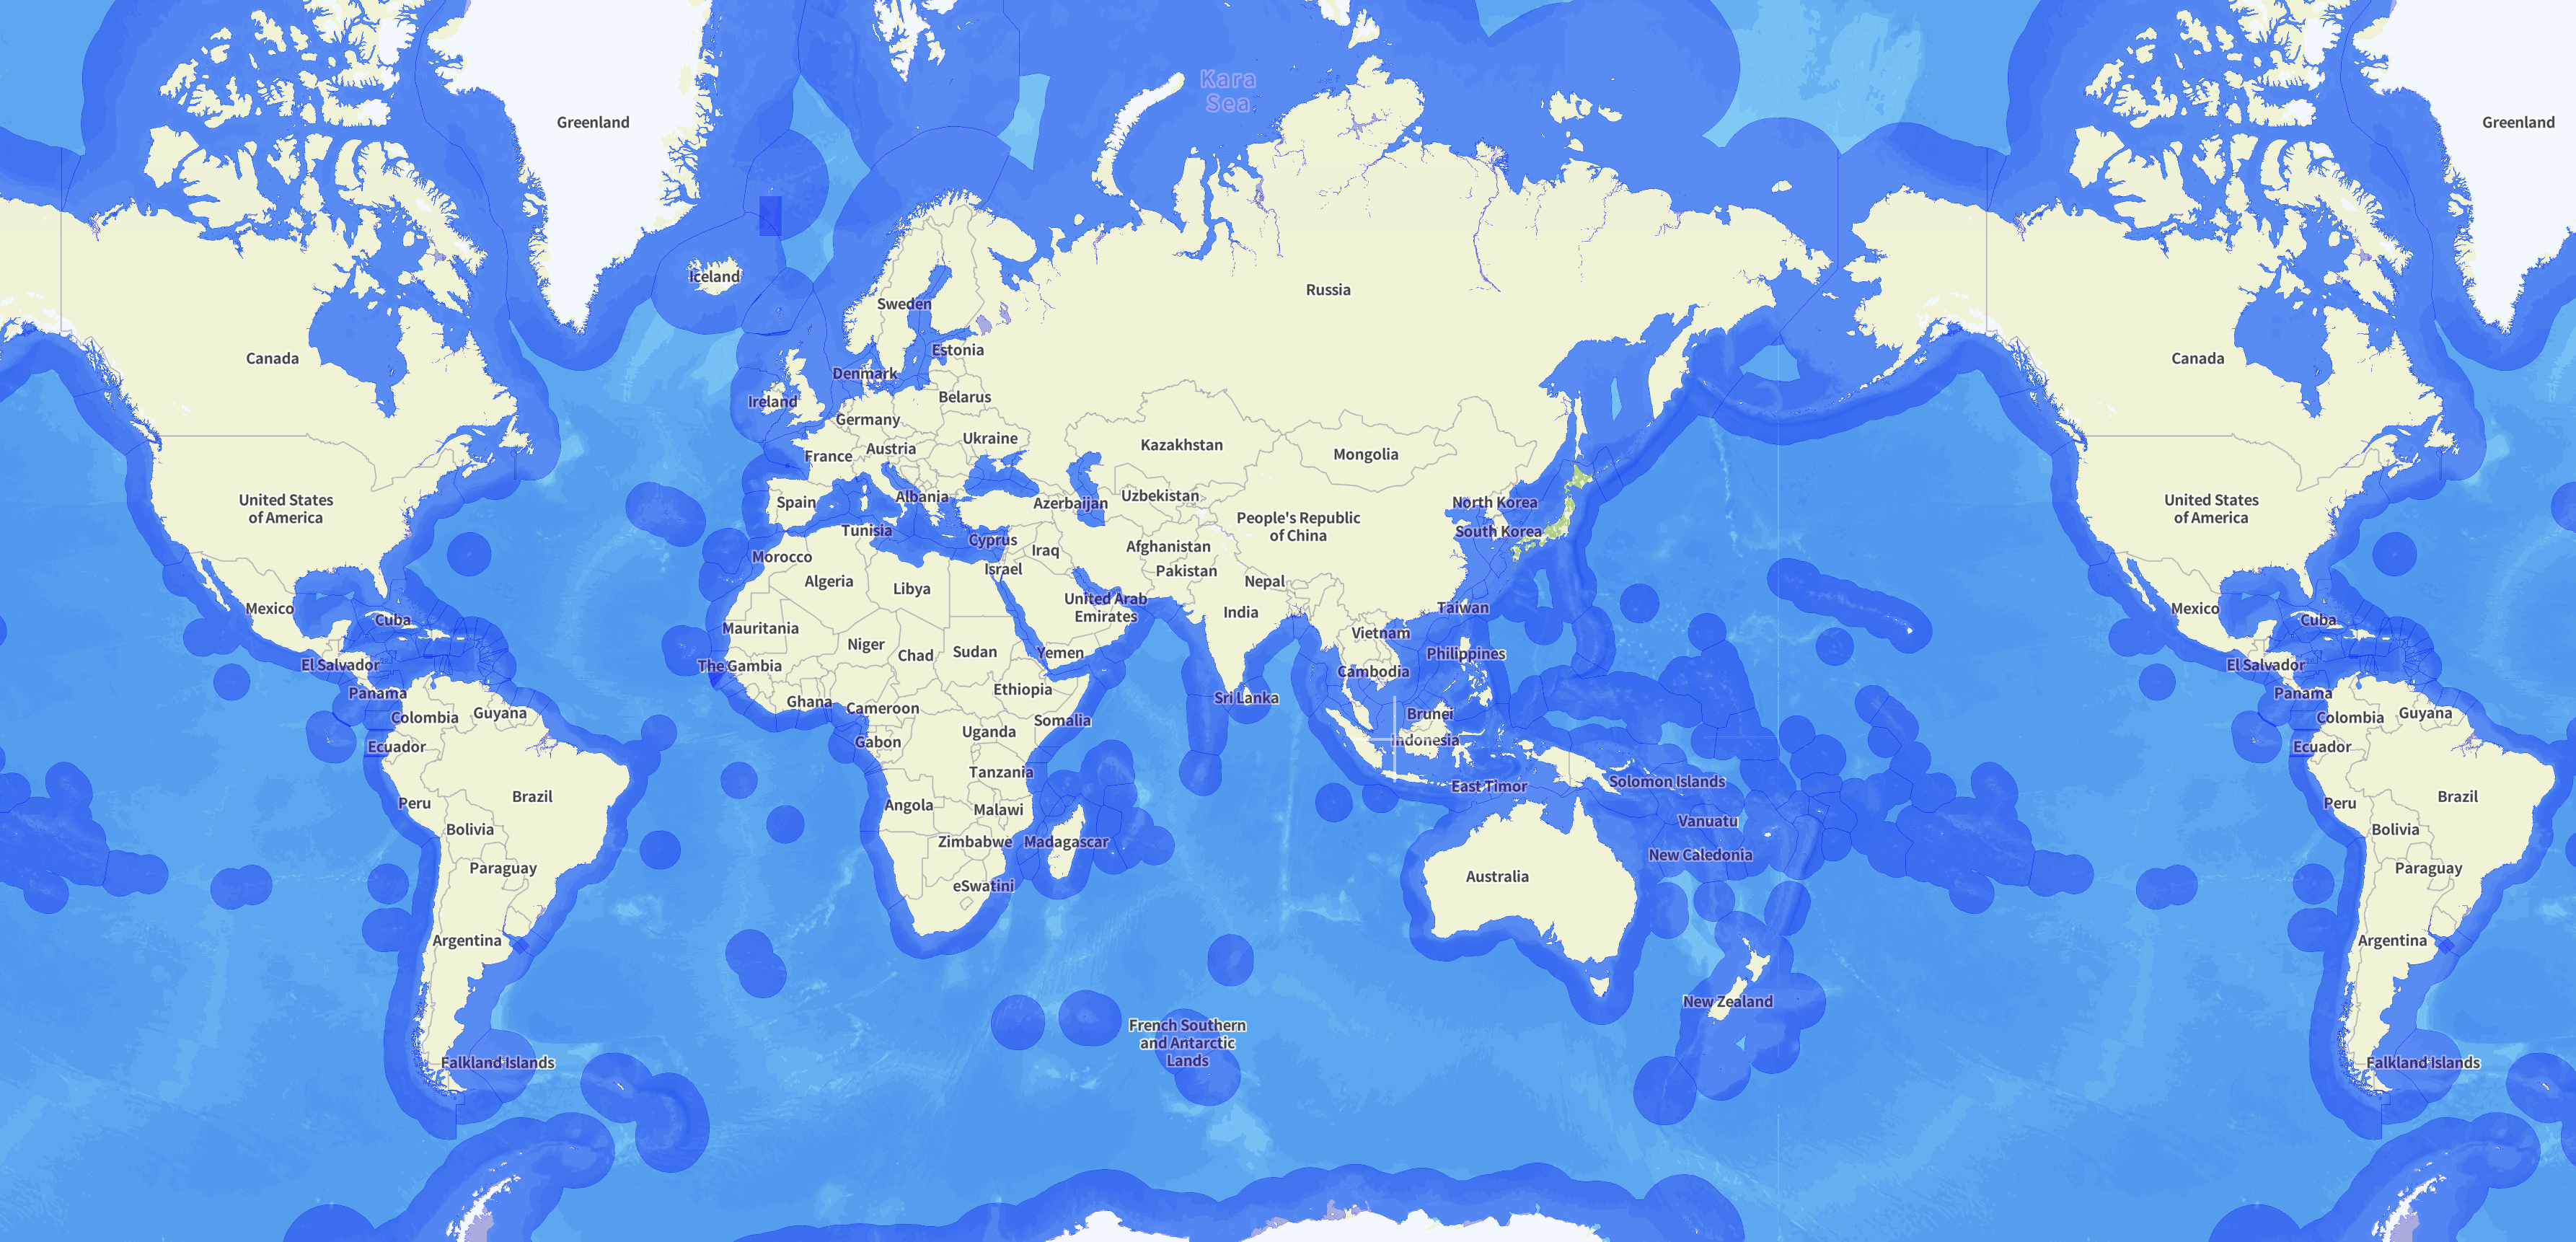 Kara
Sea
Greenland
Greenland
Iceland
Sweden
Russia
Estonia
Canada
Canada
Denmark
Belarus
Ireland
Germany
Ukraine
Kazakhstan
Austria
France
Mongolia
United States
of America
Albania
Uzbekistan
Spain
Azerbaijan
North Korea
United States
of America
People's Republic
of China
Tunisia
South Korea
Cyprus
Iraq
Afghanistan
Morocco
Israel
Pakistan
Algeria
Libya
Nepal
Mexico
United Arab
Emirates
India
Taiwan
Mexico
Cuba
Cuba
Mauritania
Vietnam
Niger
Chad
Sudan
Yemen
Philippines
El Salvador
The Gambia
El Salvador
Cambodia
Panama
Ethiopia
Sri Lanka
Panama
Ghana
Cameroon
Colombia
Guyana
Somalia
Brunei
Colombia
Guyana
Uganda
Ecuador
Gabon
Indonesia
Ecuador
Tanzania
Solomon Islands
East Timor
Peru
Brazil
Angola
Malawi
Peru
Brazil
Vanuatu
Bolivia
Zimbabwe
Madagascar
Bolivia
New Caledonia
Paraguay
Paraguay
eSwatini
Australia
Argentina
Argentina
New Zealand
French Southern
and Antarctic
Lands
Falkland Islands
Falkland Islands